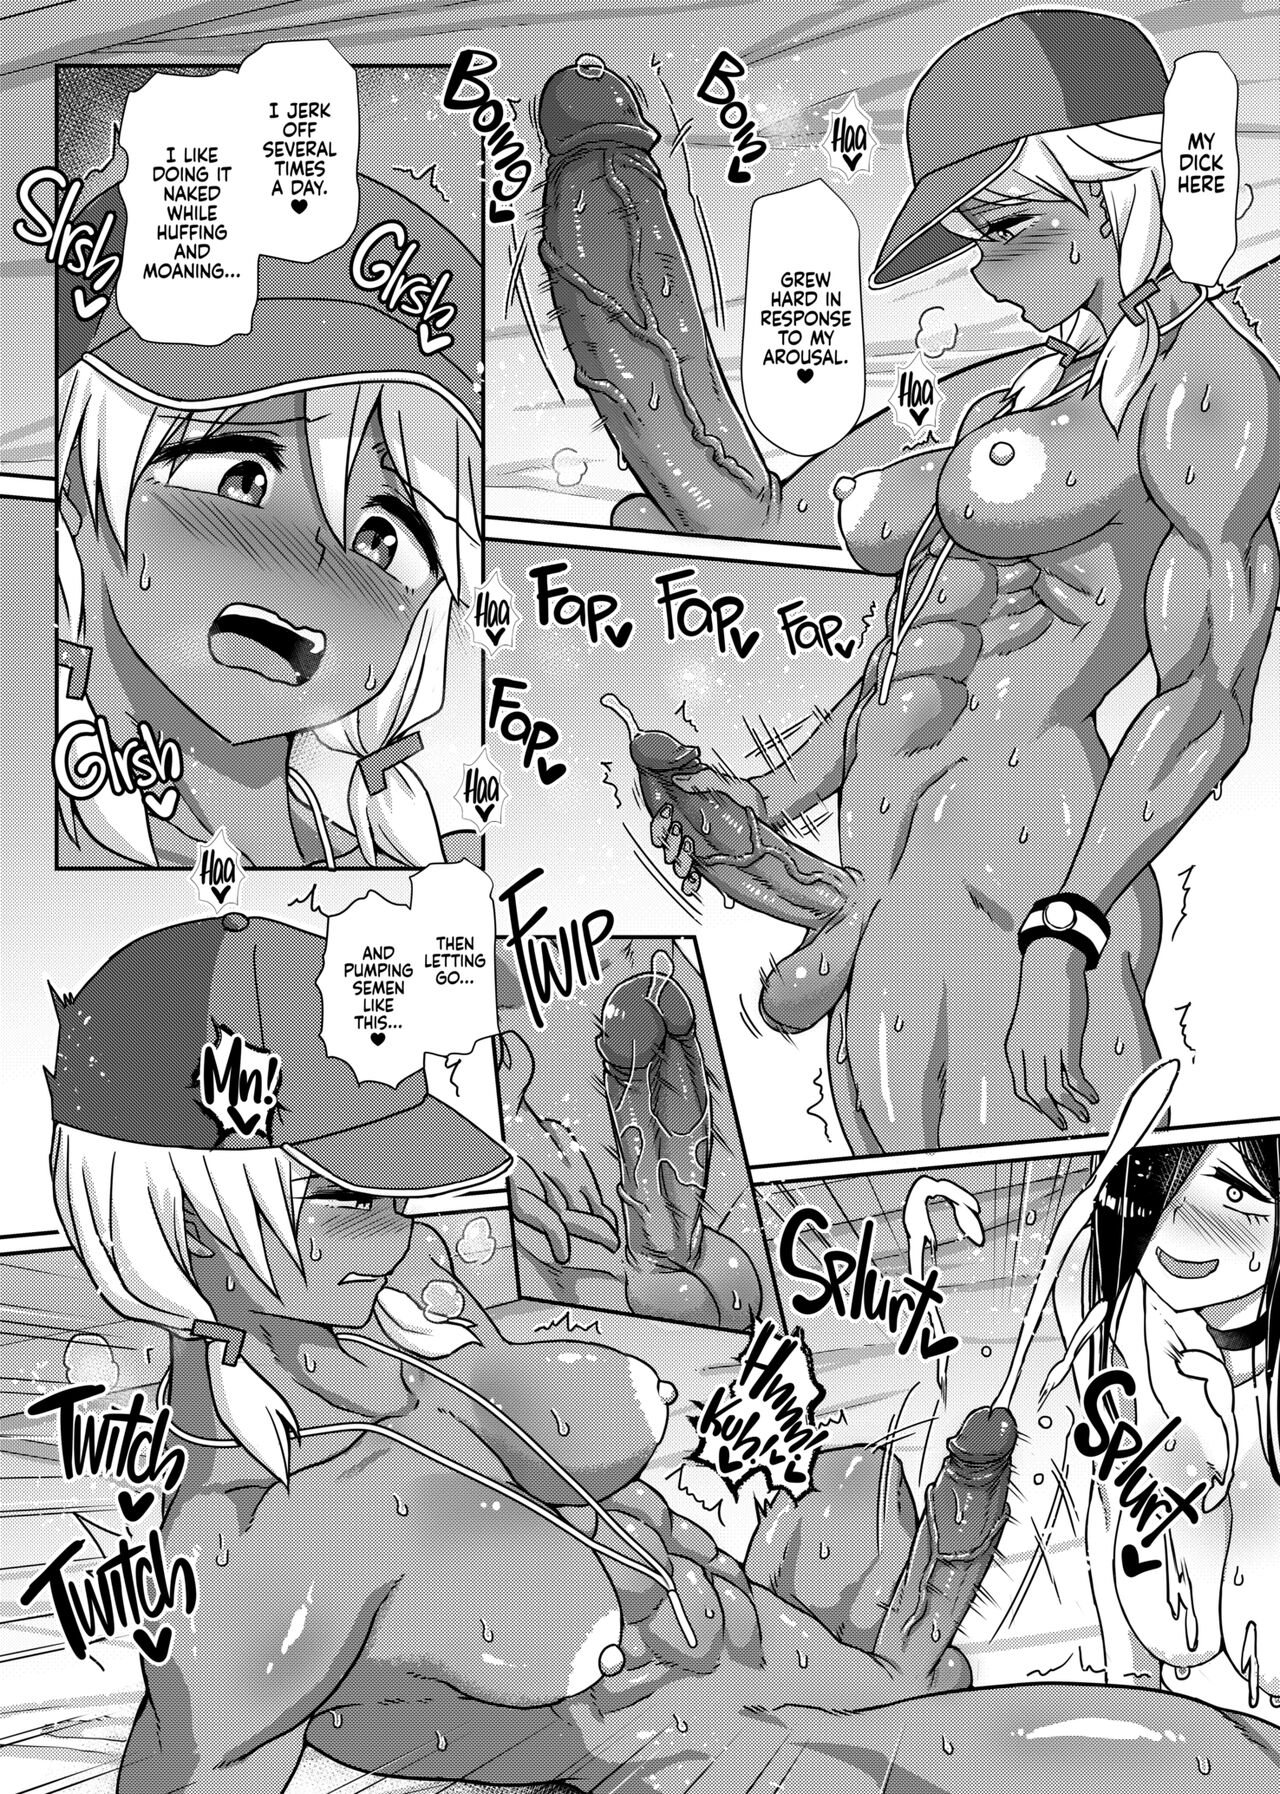 MY
DICK
HERE
GREW
HARD IN
RESPONSE
TO MY
AROUSAL.
♥
Haa
Haa
Boing
Boing
I JERK
OFF
SEVERAL
TIMES
A DAY.
♥
I LIKE
DOING IT
NAKED
WHILE
HUFFING
AND
MOANING...
Slrsh
Glrsh
Glrsh
Fap
Fap
Fap
Fap
Haa
Haa
Haa
THEN
LETTING
GO...
AND
PUMPING
SEMEN
LIKE
THIS...
♥
Fwip
Mn!
Splurt
Splurt
Hnnn!
Kuh!
Twitch
Twitch